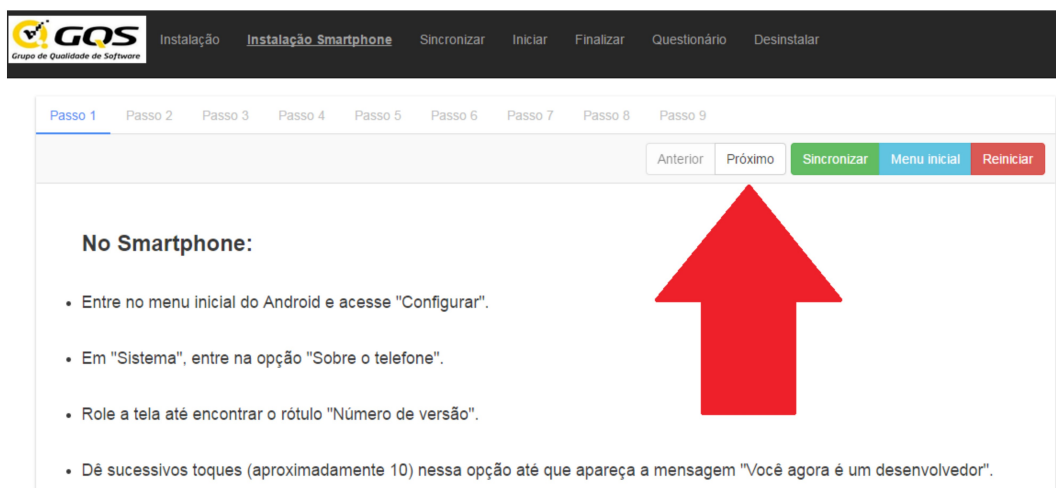 GQS
Grupo de Qualidade de Software
Instalação Instalação Smartphone Sincronizar Iniciar Finalizar Questionário Desinstalar
Passo 1 Passo 2 Passo 3 Passo 4 Passo 5 Passo 6 Passo 7 Passo 8 Passo 9
Anterior Próximo Sincronizar Menu inicial Reiniciar
No Smartphone:
• Entre no menu inicial do Android e acesse "Configurar".
• Em "Sistema", entre na opção "Sobre o telefone".
• Role a tela até encontrar o rótulo "Número de versão".
• Dê sucessivos toques (aproximadamente 10) nessa opção até que apareça a mensagem "Você agora é um desenvolvedor".